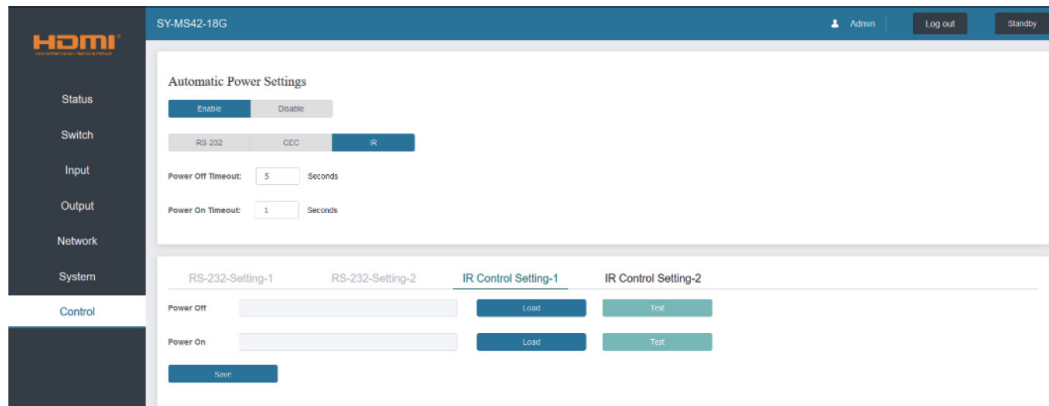 HDMI
SY-MS42-18G
Admin
Log out
Standby
Status
Switch
Input
Output
Network
System
Control
Automatic Power Settings
Enable Disable
RS-232 CEC IR
Power Off Timeout: 5 Seconds
Power On Timeout: 1 Seconds
RS-232-Setting-1 RS-232-Setting-2 IR Control Setting-1 IR Control Setting-2
Power Off Load Test
Power On Load Test
Save